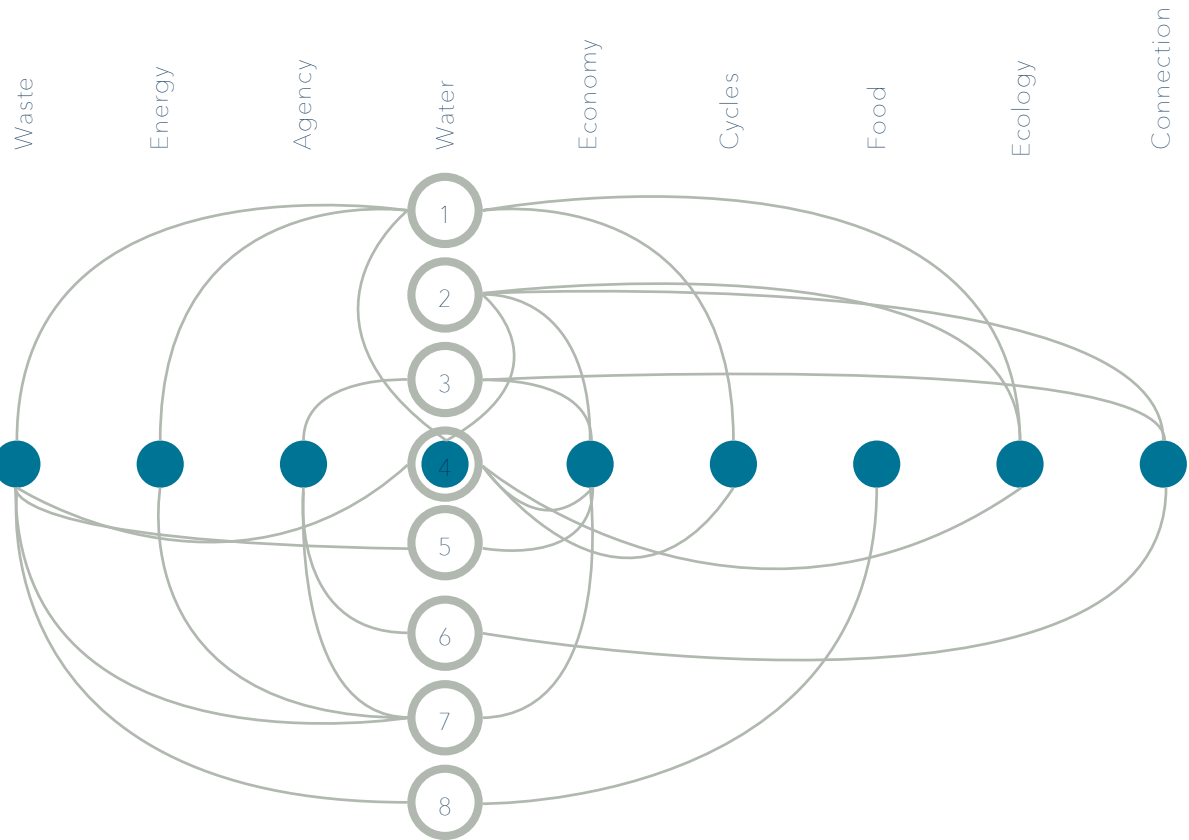 Waste
Energy
Agency
Water
Economy
Cycles
Food
Ecology
Connection
1
2
3
4
5
6
7
8